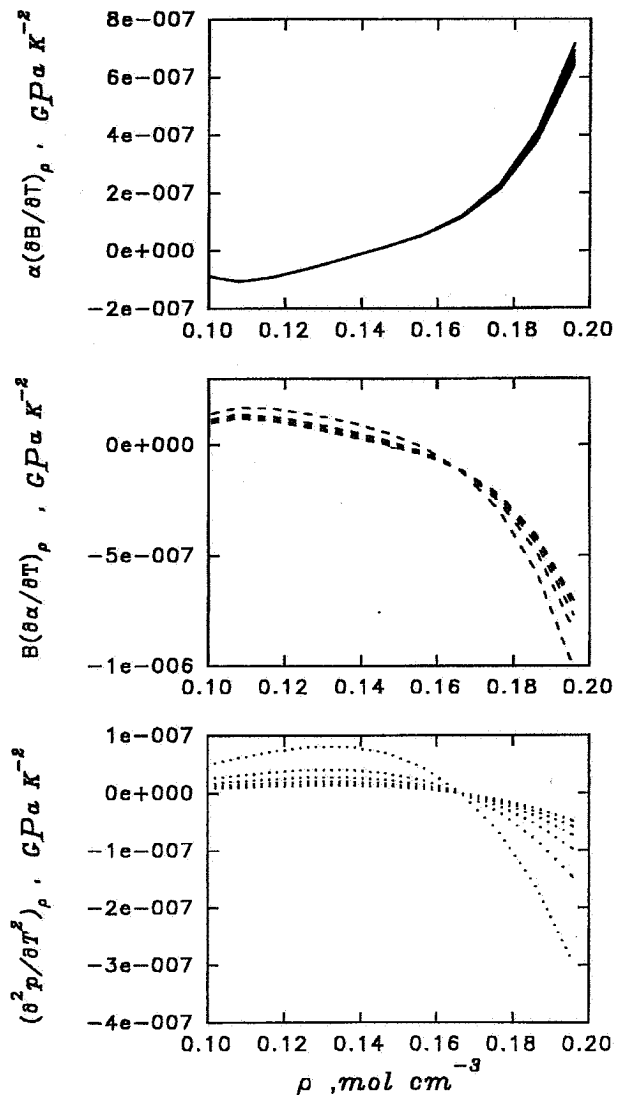 8e-007
6e-007
4e-007
2e-007
0e+000
-2e-007
α(∂B/∂T)ρ , GPa K⁻²
0.10 0.12 0.14 0.16 0.18 0.20
0e+000
-5e-007
-1e-006
B(∂α/∂T)ρ , GPa K⁻²
0.10 0.12 0.14 0.16 0.18 0.20
1e-007
0e+000
-1e-007
-2e-007
-3e-007
-4e-007
(∂²p/∂T²)ρ , GPa K⁻²
0.10 0.12 0.14 0.16 0.18 0.20
ρ ,mol cm⁻³